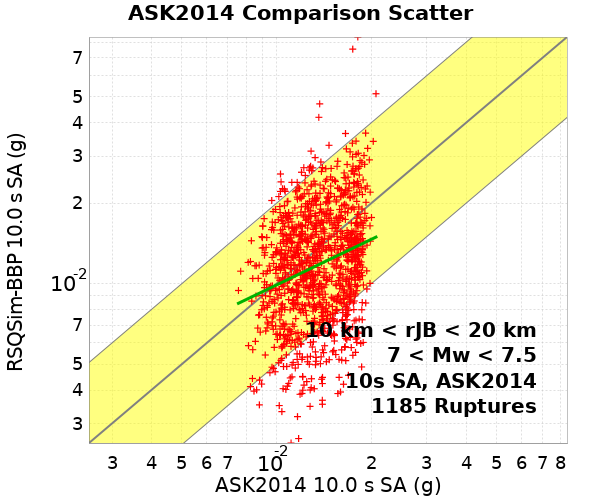 ASK2014 Comparison Scatter
RSQSim-BBP 10.0 s SA (g)
7
5
4
3
2
10-2
7
5
4
3
10 km < rJB < 20 km
7 < Mw < 7.5
10s SA, ASK2014
1185 Ruptures
3 4 5 6 7 10-2 2 3 4 5 6 7 8
ASK2014 10.0 s SA (g)